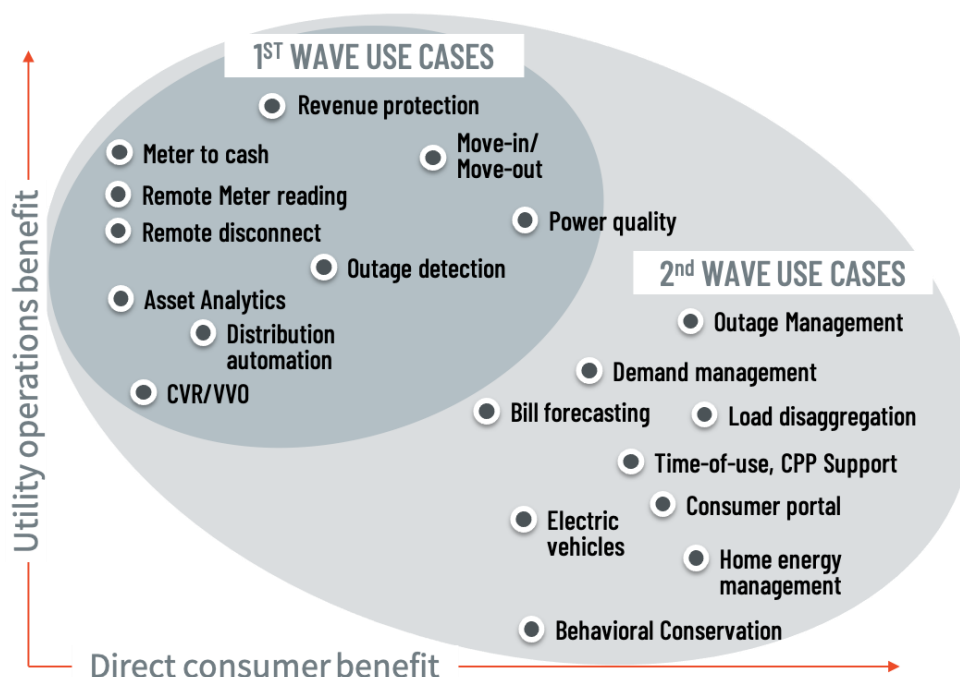 1ST WAVE USE CASES
Revenue protection
Meter to cash
Move-in/
Move-out
Remote Meter reading
Power quality
Remote disconnect
Outage detection
2nd WAVE USE CASES
Asset Analytics
Outage Management
Distribution
automation
Demand management
CVR/VVO
Bill forecasting
Load disaggregation
Time-of-use, CPP Support
Consumer portal
Electric
vehicles
Home energy
management
Behavioral Conservation
Utility operations benefit
Direct consumer benefit